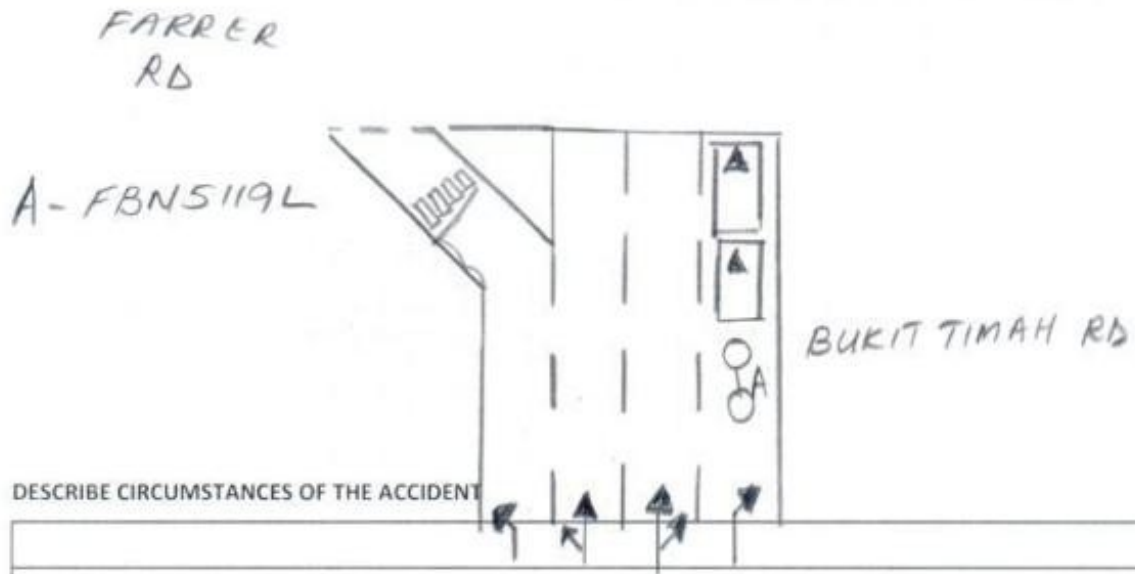 FARRER
RD
A - FBN5119L
BUKIT TIMAH RD
A
DESCRIBE CIRCUMSTANCES OF THE ACCIDENT